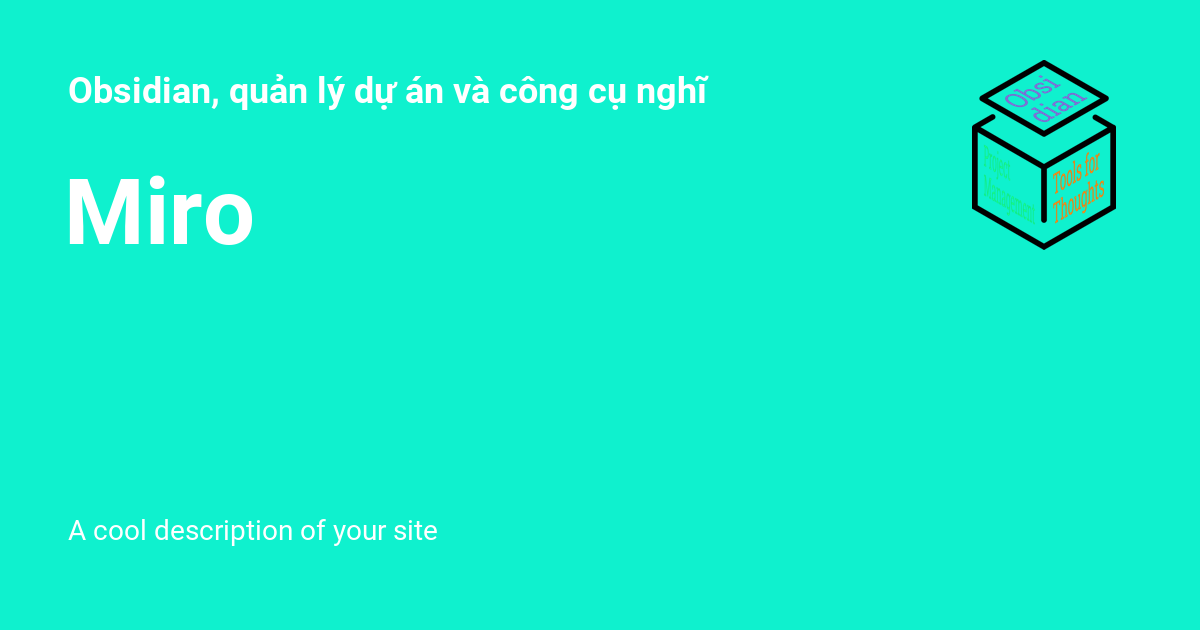 Obsidian, quản lý dự án và công cụ nghĩ
Miro
Obsi
dian
Project
Management
Tools for
Thoughts
A cool description of your site